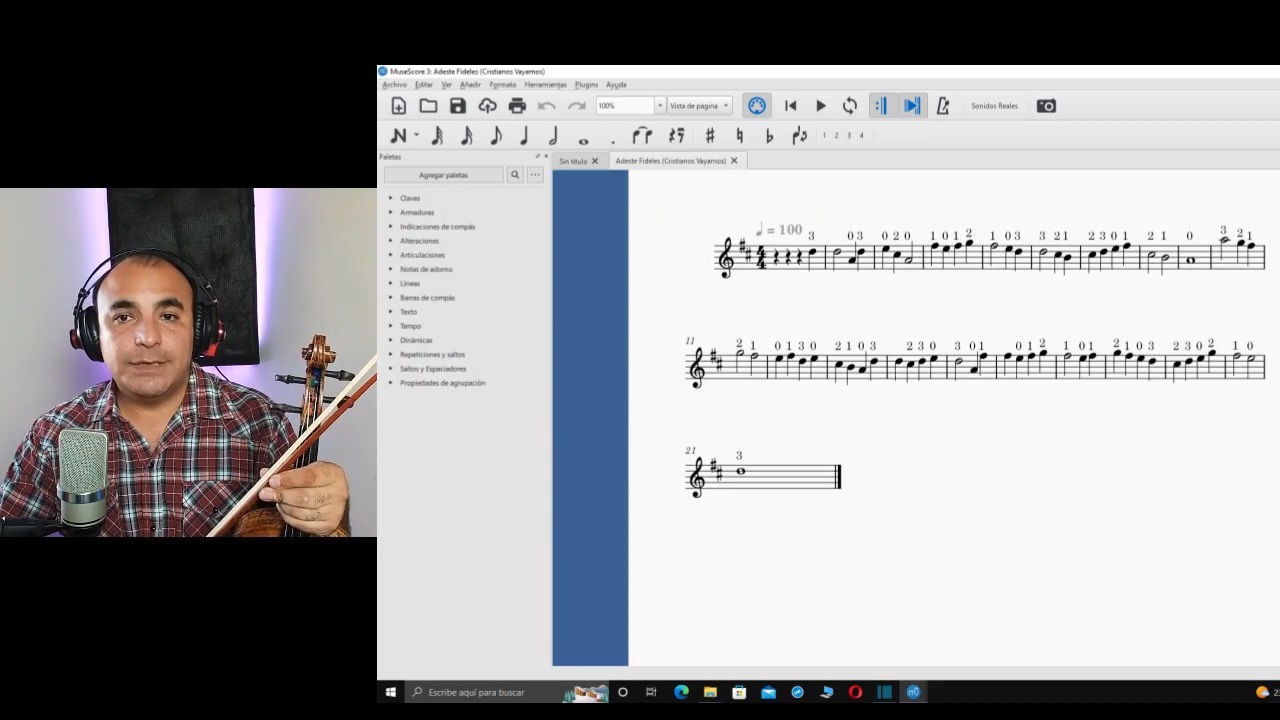 MuseScore 3: Adeste Fideles (Cristianos Vayamos)
Archivo Editar Ver Añadir Formato Herramientas Plugins Ayuda
100% Vista de página Sonidos Reales
1 2 3 4
Paletas
Sin título Adeste Fideles (Cristianos Vayamos)
Agregar paletas
Claves
Armaduras
Indicaciones de compás
Alteraciones
Articulaciones
Notas de adorno
Líneas
Barras de compás
Texto
Tempo
Dinámicas
Repeticiones y saltos
Saltos y Espaciadores
Propiedades de agrupación
= 100
3 0 3 0 2 0 1 0 1 2 1 0 3 3 2 1 2 3 0 1 2 1 0 3 2 1
11
2 1 0 1 3 0 2 1 0 3 2 3 0 3 0 1 0 1 2 1 0 1 2 1 0 3 2 3 0 2 1 0
21
3
Escribe aquí para buscar